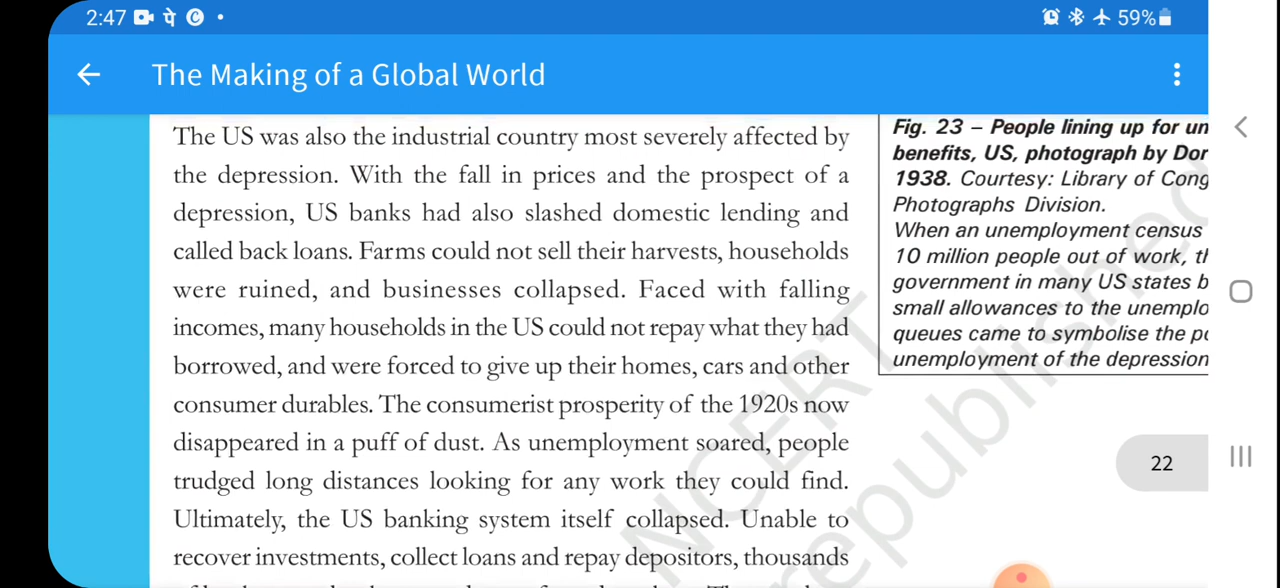 2:47
59%
The Making of a Global World
The US was also the industrial country most severely affected by
the depression. With the fall in prices and the prospect of a
depression, US banks had also slashed domestic lending and
called back loans. Farms could not sell their harvests, households
were ruined, and businesses collapsed. Faced with falling
incomes, many households in the US could not repay what they had
borrowed, and were forced to give up their homes, cars and other
consumer durables. The consumerist prosperity of the 1920s now
disappeared in a puff of dust. As unemployment soared, people
trudged long distances looking for any work they could find.
Ultimately, the US banking system itself collapsed. Unable to
recover investments, collect loans and repay depositors, thousands
Fig. 23 – People lining up for un
benefits, US, photograph by Dor
1938. Courtesy: Library of Cong
Photographs Division.
When an unemployment census
10 million people out of work, th
government in many US states b
small allowances to the unemplo
queues came to symbolise the po
unemployment of the depression
22
NCERT
republished